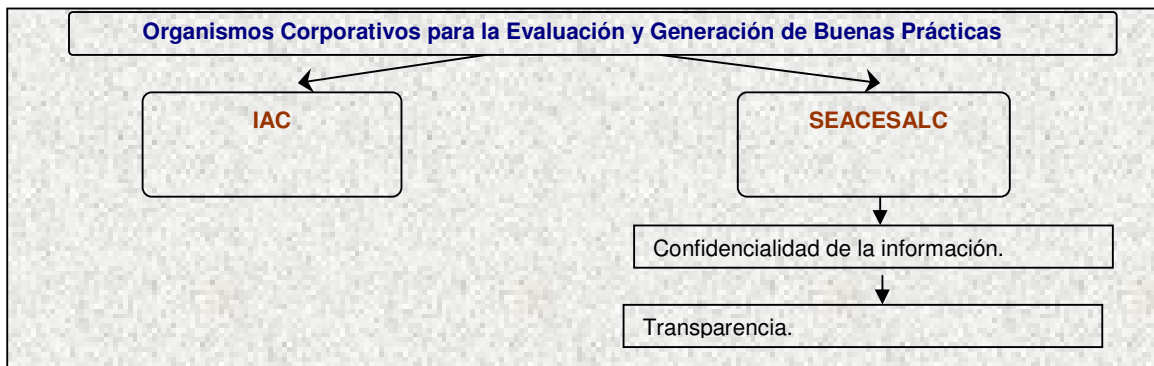 Organismos Corporativos para la Evaluación y Generación de Buenas Prácticas
IAC
SEACESALC
Confidencialidad de la información.
Transparencia.